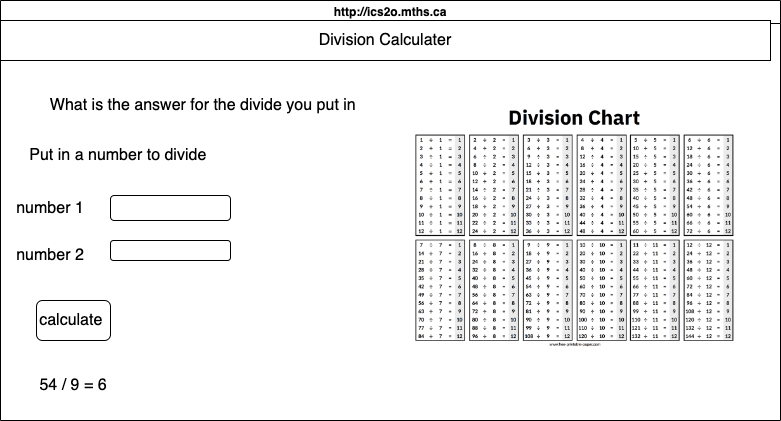 http://ics2o.mths.ca
Division Calculater
What is the answer for the divide you put in
Put in a number to divide
number 1
number 2
calculate
54 / 9 = 6
Division Chart
1 ÷ 1 = 1 2 ÷ 2 = 1 3 ÷ 3 = 1 4 ÷ 4 = 1 5 ÷ 5 = 1 6 ÷ 6 = 1
2 ÷ 1 = 2 4 ÷ 2 = 2 6 ÷ 3 = 2 8 ÷ 4 = 2 10 ÷ 5 = 2 12 ÷ 6 = 2
3 ÷ 1 = 3 6 ÷ 2 = 3 9 ÷ 3 = 3 12 ÷ 4 = 3 15 ÷ 5 = 3 18 ÷ 6 = 3
4 ÷ 1 = 4 8 ÷ 2 = 4 12 ÷ 3 = 4 16 ÷ 4 = 4 20 ÷ 5 = 4 24 ÷ 6 = 4
5 ÷ 1 = 5 10 ÷ 2 = 5 15 ÷ 3 = 5 20 ÷ 4 = 5 25 ÷ 5 = 5 30 ÷ 6 = 5
6 ÷ 1 = 6 12 ÷ 2 = 6 18 ÷ 3 = 6 24 ÷ 4 = 6 30 ÷ 5 = 6 36 ÷ 6 = 6
7 ÷ 1 = 7 14 ÷ 2 = 7 21 ÷ 3 = 7 28 ÷ 4 = 7 35 ÷ 5 = 7 42 ÷ 6 = 7
8 ÷ 1 = 8 16 ÷ 2 = 8 24 ÷ 3 = 8 32 ÷ 4 = 8 40 ÷ 5 = 8 48 ÷ 6 = 8
9 ÷ 1 = 9 18 ÷ 2 = 9 27 ÷ 3 = 9 36 ÷ 4 = 9 45 ÷ 5 = 9 54 ÷ 6 = 9
10 ÷ 1 = 10 20 ÷ 2 = 10 30 ÷ 3 = 10 40 ÷ 4 = 10 50 ÷ 5 = 10 60 ÷ 6 = 10
11 ÷ 1 = 11 22 ÷ 2 = 11 33 ÷ 3 = 11 44 ÷ 4 = 11 55 ÷ 5 = 11 66 ÷ 6 = 11
12 ÷ 1 = 12 24 ÷ 2 = 12 36 ÷ 3 = 12 48 ÷ 4 = 12 60 ÷ 5 = 12 72 ÷ 6 = 12
7 ÷ 7 = 1 8 ÷ 8 = 1 9 ÷ 9 = 1 10 ÷ 10 = 1 11 ÷ 11 = 1 12 ÷ 12 = 1
14 ÷ 7 = 2 16 ÷ 8 = 2 18 ÷ 9 = 2 20 ÷ 10 = 2 22 ÷ 11 = 2 24 ÷ 12 = 2
21 ÷ 7 = 3 24 ÷ 8 = 3 27 ÷ 9 = 3 30 ÷ 10 = 3 33 ÷ 11 = 3 36 ÷ 12 = 3
28 ÷ 7 = 4 32 ÷ 8 = 4 36 ÷ 9 = 4 40 ÷ 10 = 4 44 ÷ 11 = 4 48 ÷ 12 = 4
35 ÷ 7 = 5 40 ÷ 8 = 5 45 ÷ 9 = 5 50 ÷ 10 = 5 55 ÷ 11 = 5 60 ÷ 12 = 5
42 ÷ 7 = 6 48 ÷ 8 = 6 54 ÷ 9 = 6 60 ÷ 10 = 6 66 ÷ 11 = 6 72 ÷ 12 = 6
49 ÷ 7 = 7 56 ÷ 8 = 7 63 ÷ 9 = 7 70 ÷ 10 = 7 77 ÷ 11 = 7 84 ÷ 12 = 7
56 ÷ 7 = 8 64 ÷ 8 = 8 72 ÷ 9 = 8 80 ÷ 10 = 8 88 ÷ 11 = 8 96 ÷ 12 = 8
63 ÷ 7 = 9 72 ÷ 8 = 9 81 ÷ 9 = 9 90 ÷ 10 = 9 99 ÷ 11 = 9 108 ÷ 12 = 9
70 ÷ 7 = 10 80 ÷ 8 = 10 90 ÷ 9 = 10 100 ÷ 10 = 10 110 ÷ 11 = 10 120 ÷ 12 = 10
77 ÷ 7 = 11 88 ÷ 8 = 11 99 ÷ 9 = 11 110 ÷ 10 = 11 121 ÷ 11 = 11 132 ÷ 12 = 11
84 ÷ 7 = 12 96 ÷ 8 = 12 108 ÷ 9 = 12 120 ÷ 10 = 12 132 ÷ 11 = 12 144 ÷ 12 = 12
www.free-printable-paper.com